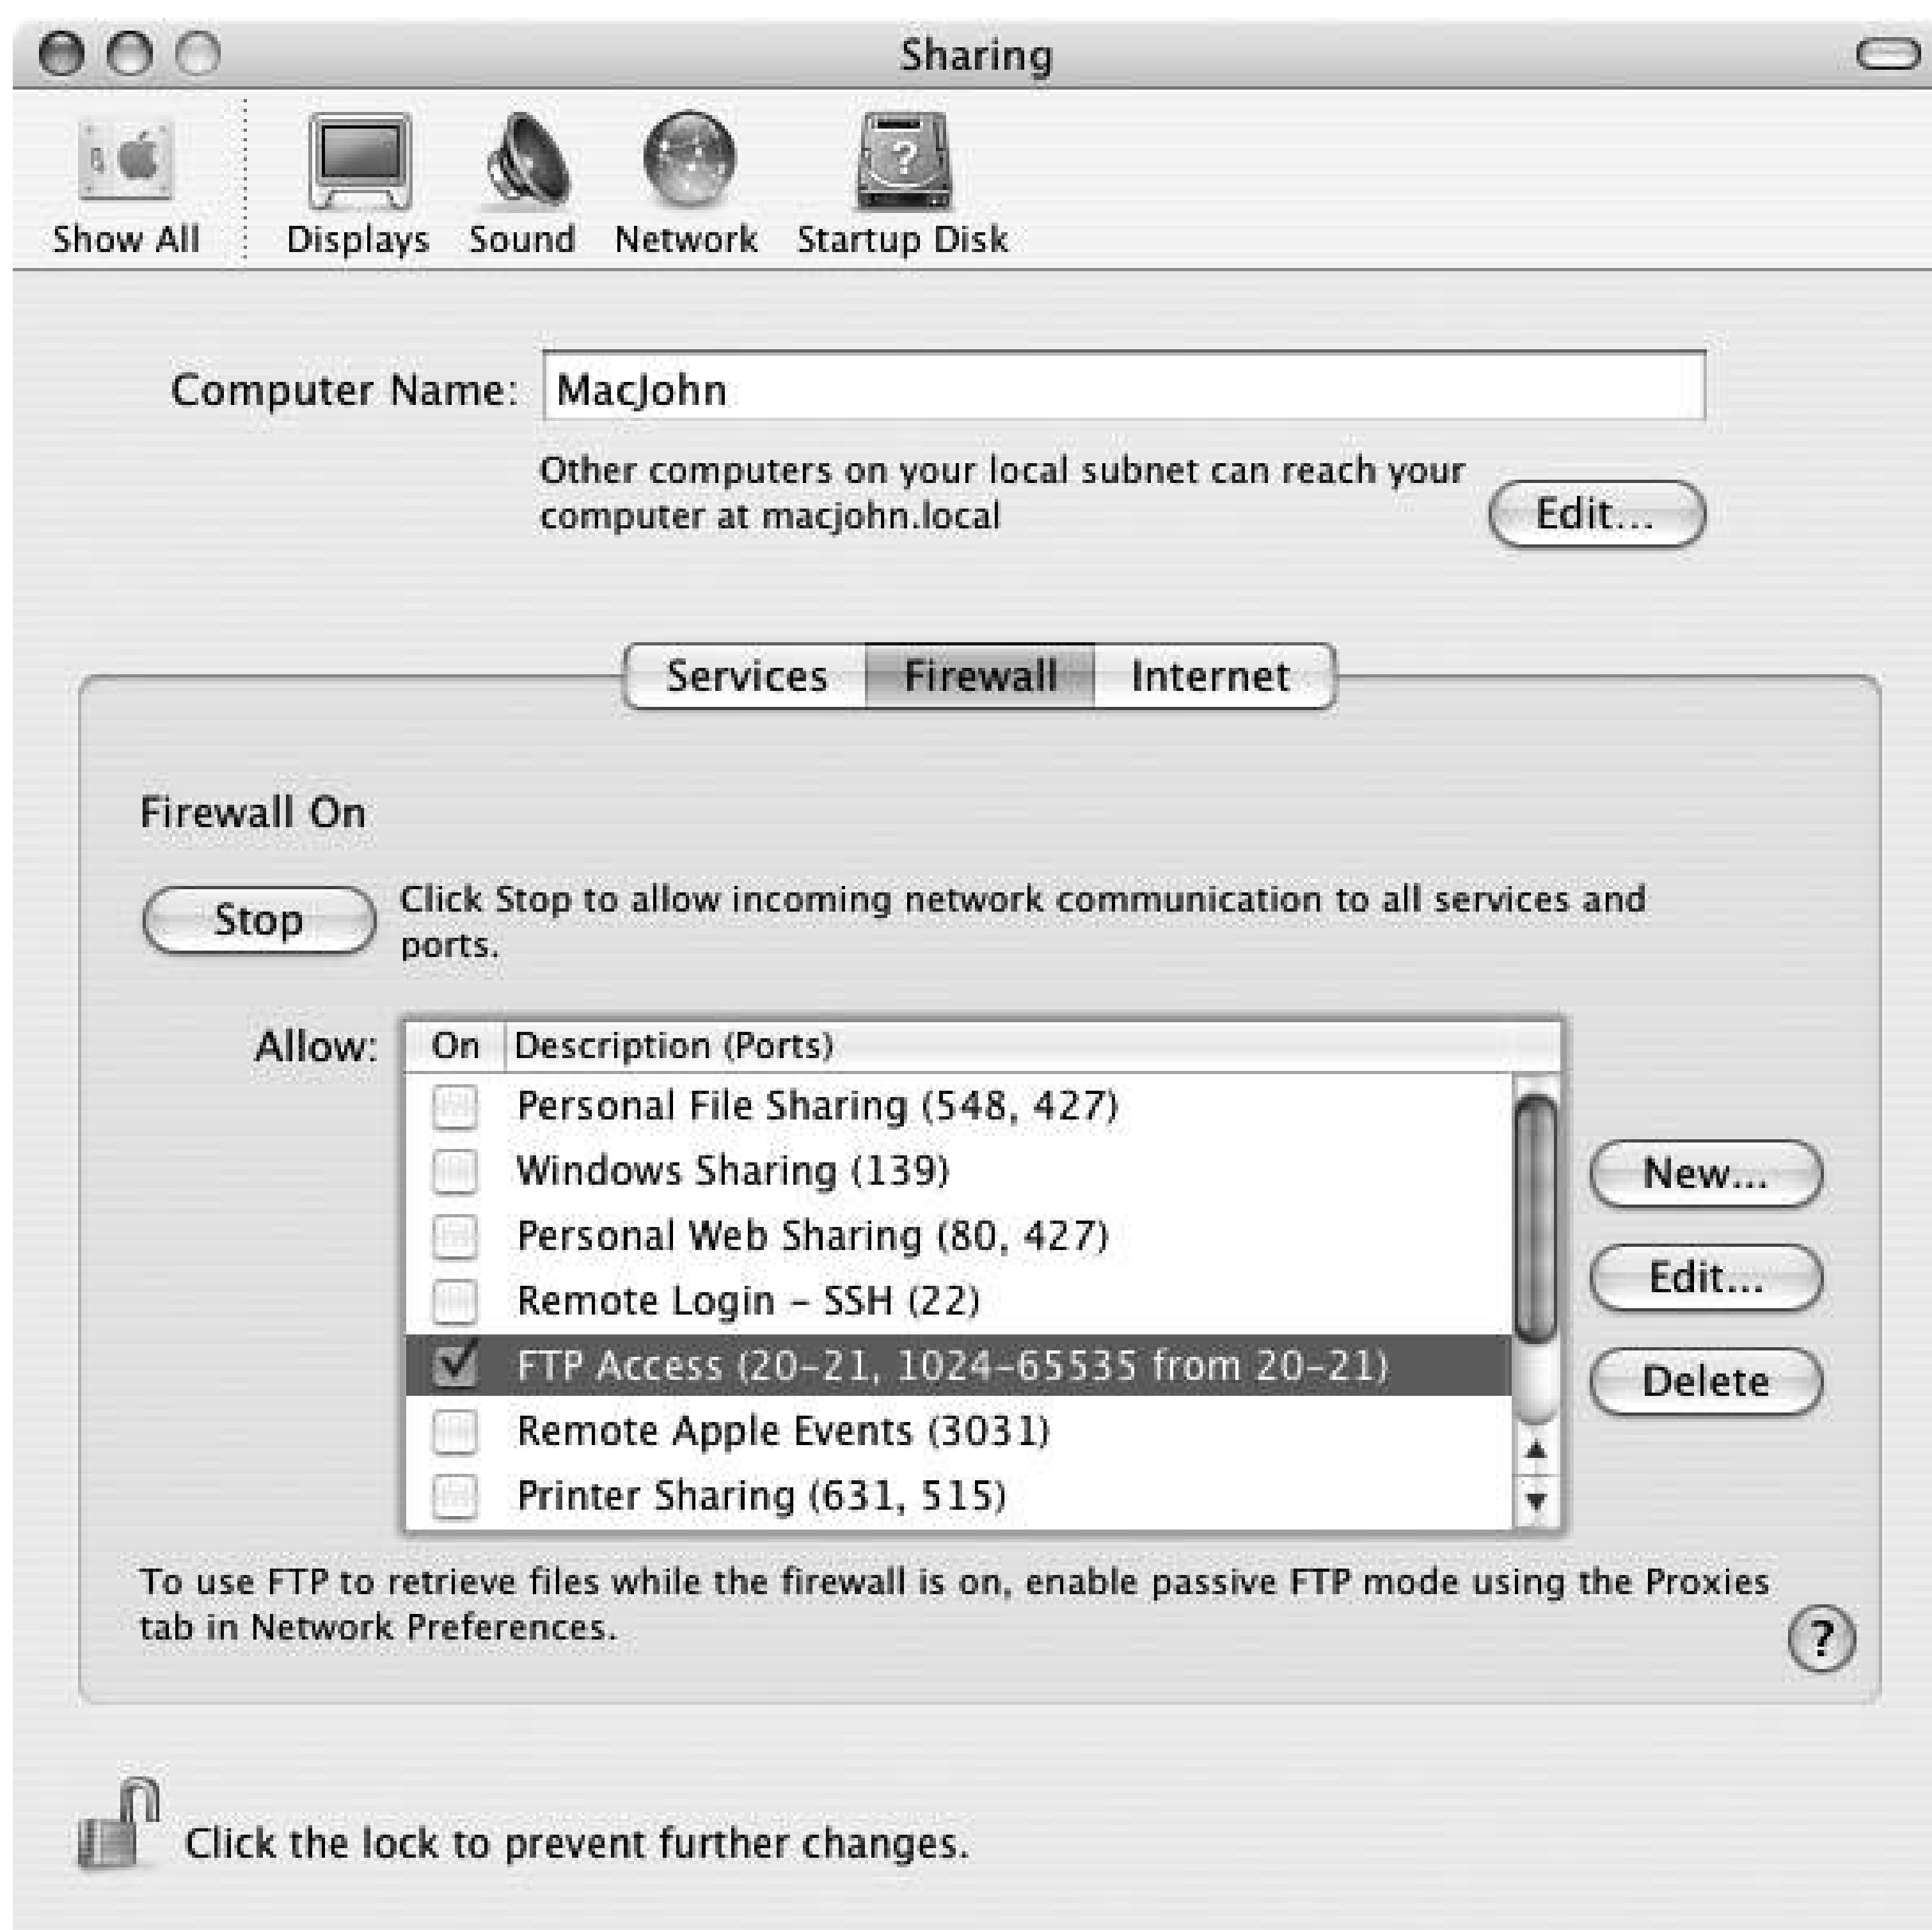 Sharing
Show All Displays Sound Network Startup Disk
Computer Name: MacJohn
Other computers on your local subnet can reach your
computer at macjohn.local
Edit...
Services Firewall Internet
Firewall On
Stop
Click Stop to allow incoming network communication to all services and
ports.
Allow:
On Description (Ports)
Personal File Sharing (548, 427)
Windows Sharing (139)
Personal Web Sharing (80, 427)
Remote Login – SSH (22)
FTP Access (20–21, 1024–65535 from 20–21)
Remote Apple Events (3031)
Printer Sharing (631, 515)
New...
Edit...
Delete
To use FTP to retrieve files while the firewall is on, enable passive FTP mode using the Proxies
tab in Network Preferences.
?
Click the lock to prevent further changes.